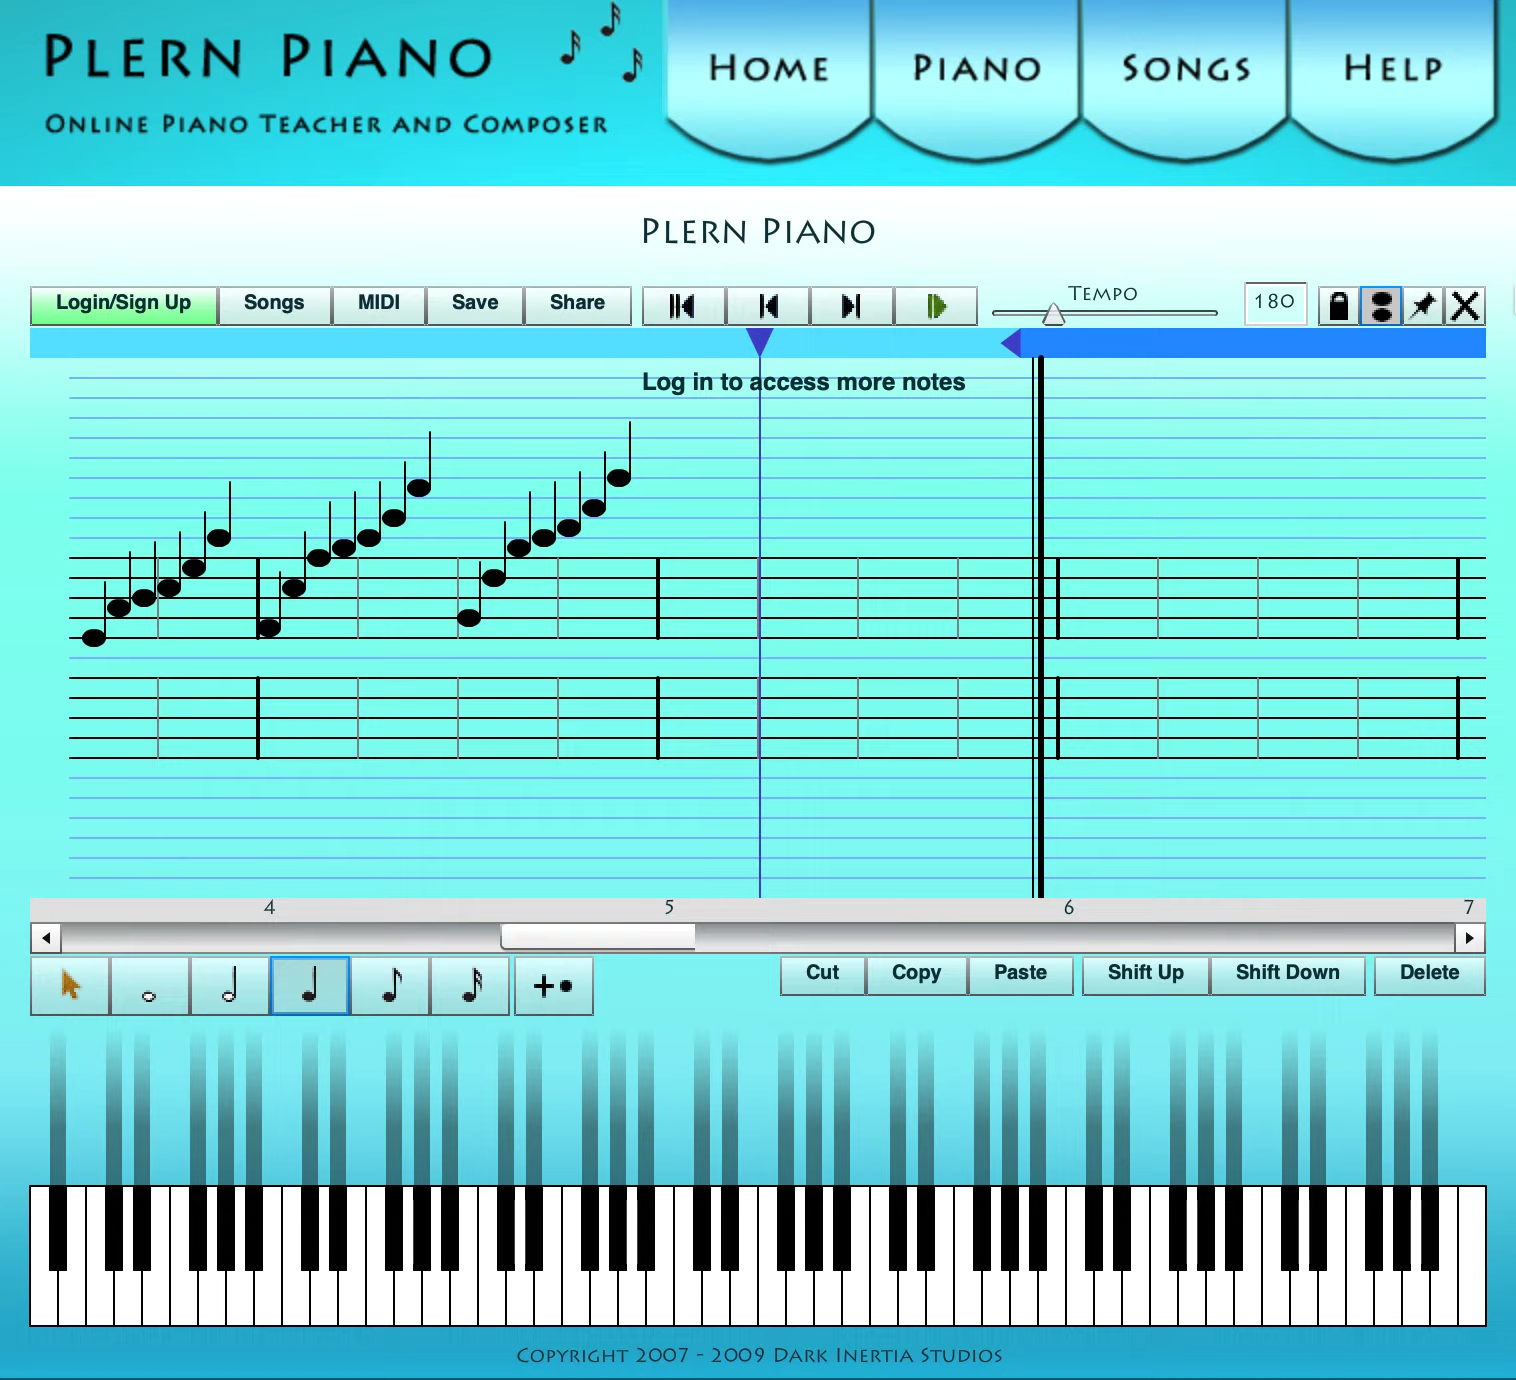 PLERN PIANO
ONLINE PIANO TEACHER AND COMPOSER
HOME PIANO SONGS HELP
PLERN PIANO
Login/Sign Up Songs MIDI Save Share TEMPO 180
Log in to access more notes
4 5 6 7
Cut Copy Paste Shift Up Shift Down Delete
COPYRIGHT 2007 - 2009 DARK INERTIA STUDIOS